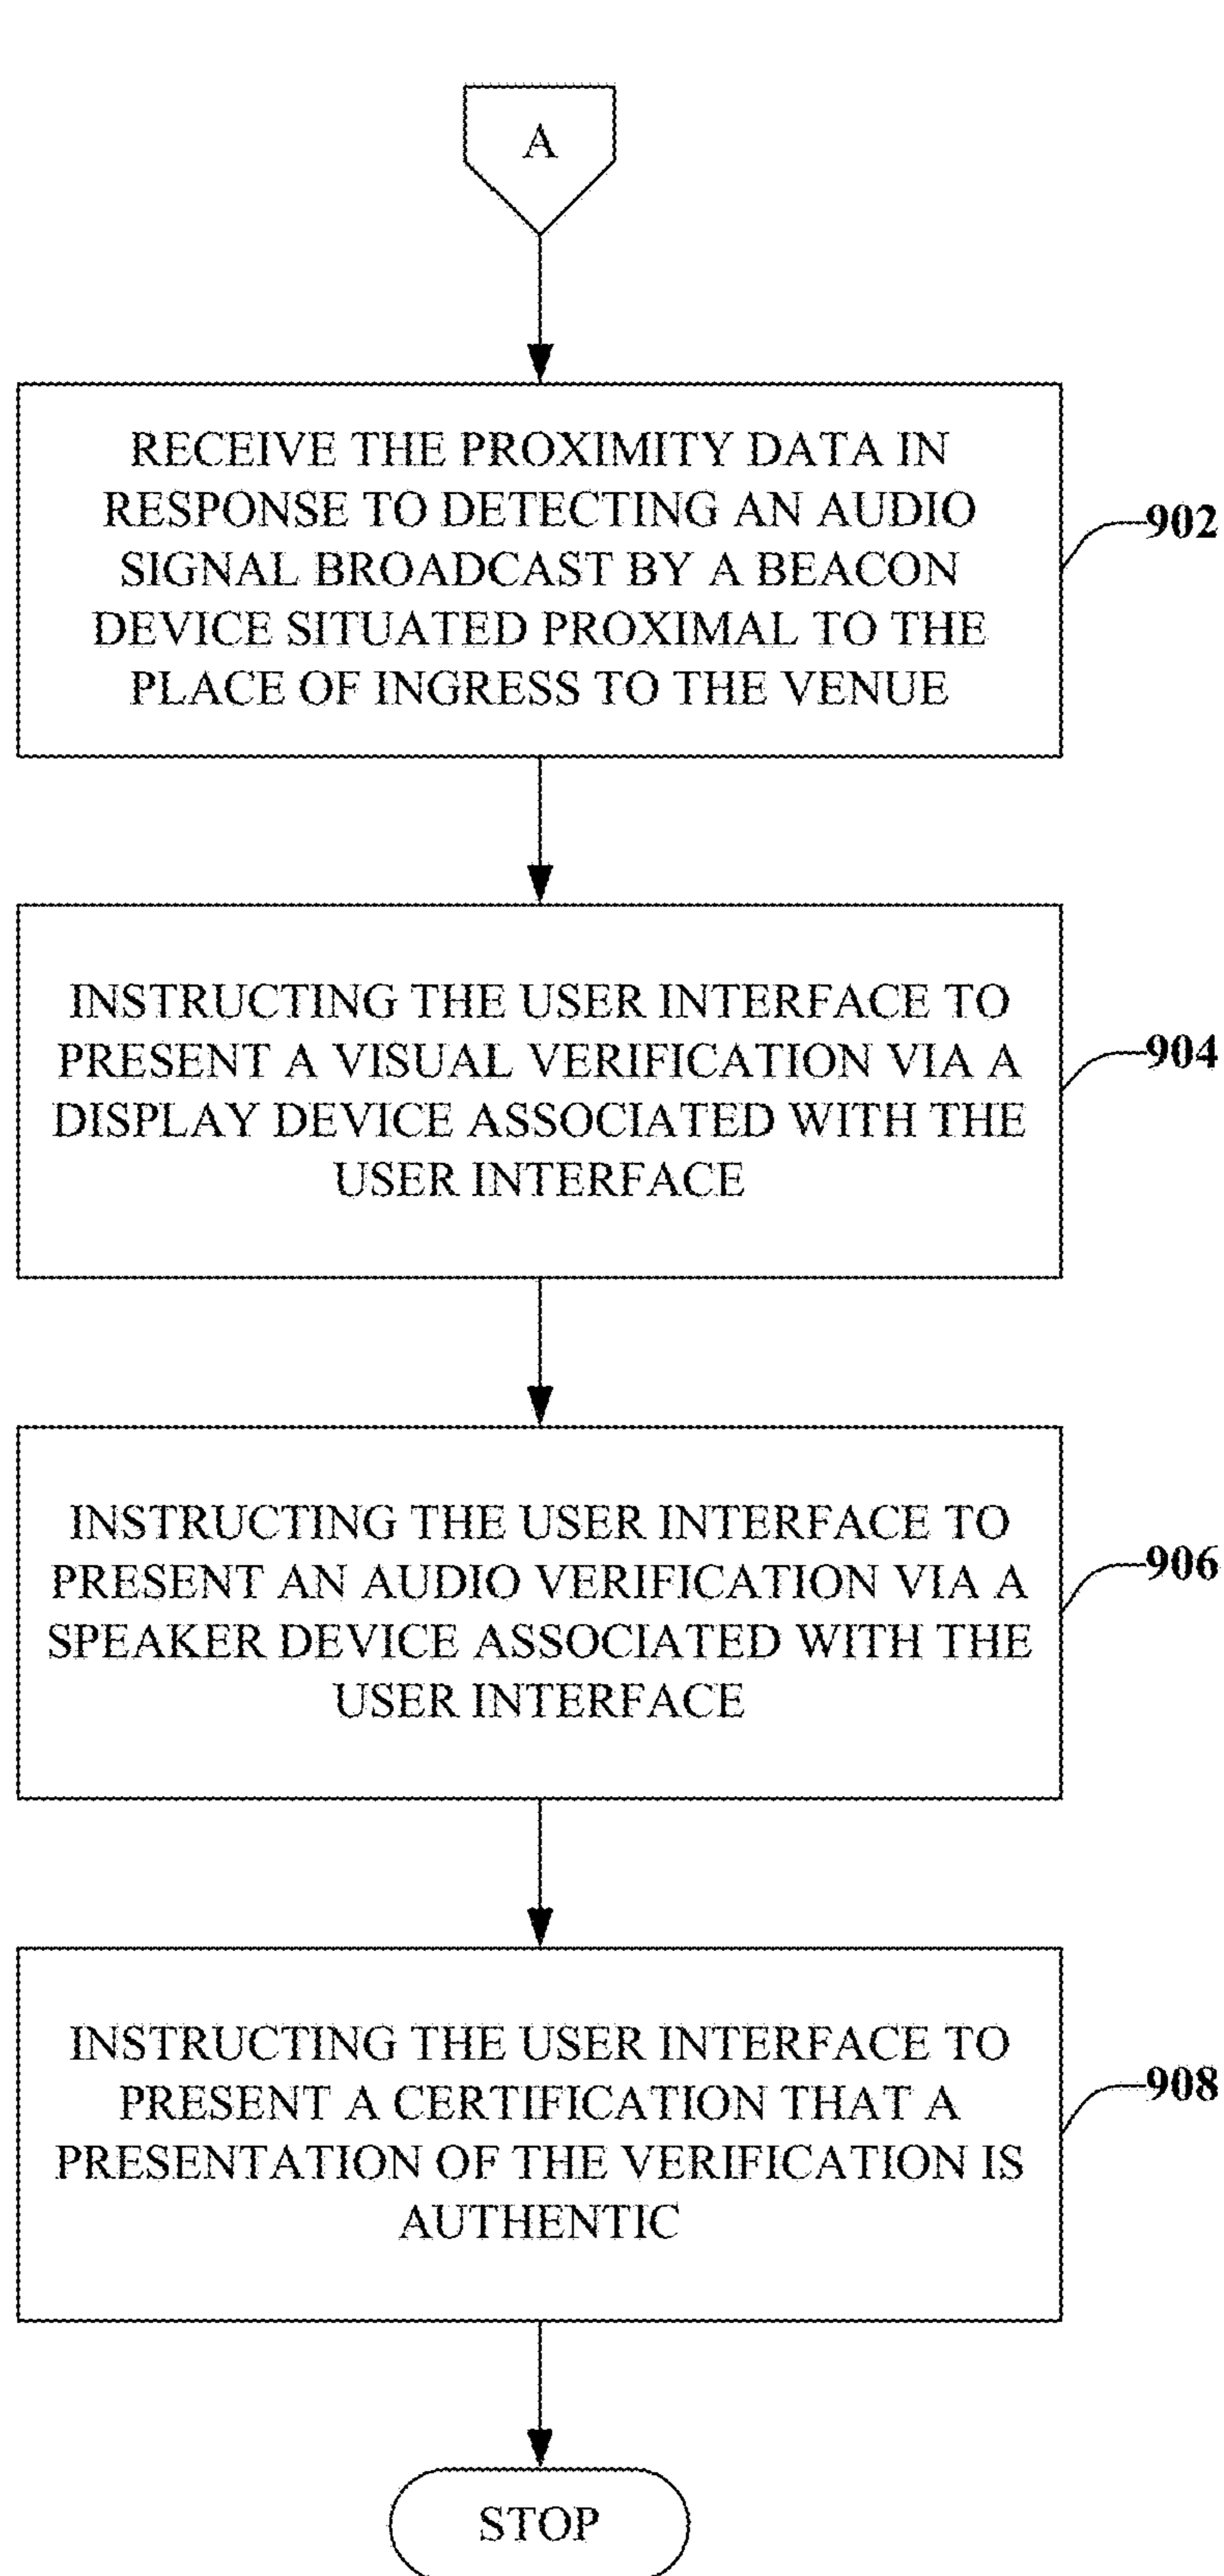 A
RECEIVE THE PROXIMITY DATA IN
RESPONSE TO DETECTING AN AUDIO
SIGNAL BROADCAST BY A BEACON
DEVICE SITUATED PROXIMAL TO THE
PLACE OF INGRESS TO THE VENUE
902
INSTRUCTING THE USER INTERFACE TO
PRESENT A VISUAL VERIFICATION VIA A
DISPLAY DEVICE ASSOCIATED WITH THE
USER INTERFACE
904
INSTRUCTING THE USER INTERFACE TO
PRESENT AN AUDIO VERIFICATION VIA A
SPEAKER DEVICE ASSOCIATED WITH THE
USER INTERFACE
906
INSTRUCTING THE USER INTERFACE TO
PRESENT A CERTIFICATION THAT A
PRESENTATION OF THE VERIFICATION IS
AUTHENTIC
908
STOP